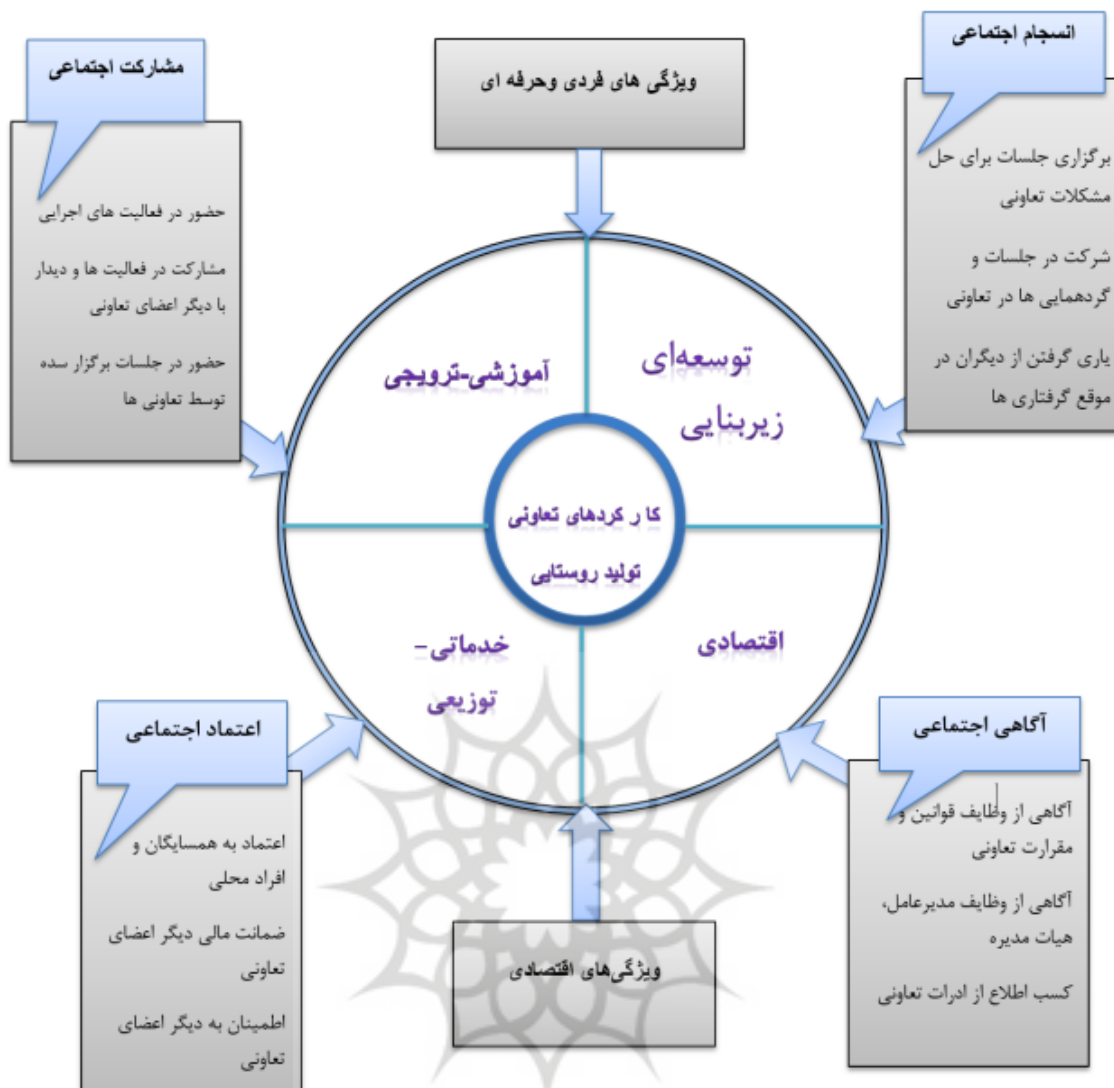 انسجام اجتماعی
برگزاری جلسات برای حل
مشکلات تعاونی
شرکت در جلسات و
گردهمایی ها در تعاونی
یاری گرفتن از دیگران در
موقع گرفتاری ها
ویژگی های فردی وحرفه ای
مشارکت اجتماعی
حضور در فعالیت های اجرایی
مشارکت در فعالیت ها و دیدار
با دیگر اعضای تعاونی
حضور در جلسات برگزار سده
توسط تعاونی ها
توسعه‌ای
زیربنایی
آموزشی-ترویجی
کا ر کردهای تعاونی
تولید روستایی
اقتصادی
خدماتی-
توزیعی
آگاهی اجتماعی
آگاهی از وظایف قوانین و
مقرارت تعاونی
آگاهی از وظایف مدیرعامل،
هیات مدیره
کسب اطلاع از ادرات تعاونی
ویژگی‌های اقتصادی
اعتماد اجتماعی
اعتماد به همسایگان و
افراد محلی
ضمانت مالی دیگر اعضای
تعاونی
اطمینان به دیگر اعضای
تعاونی